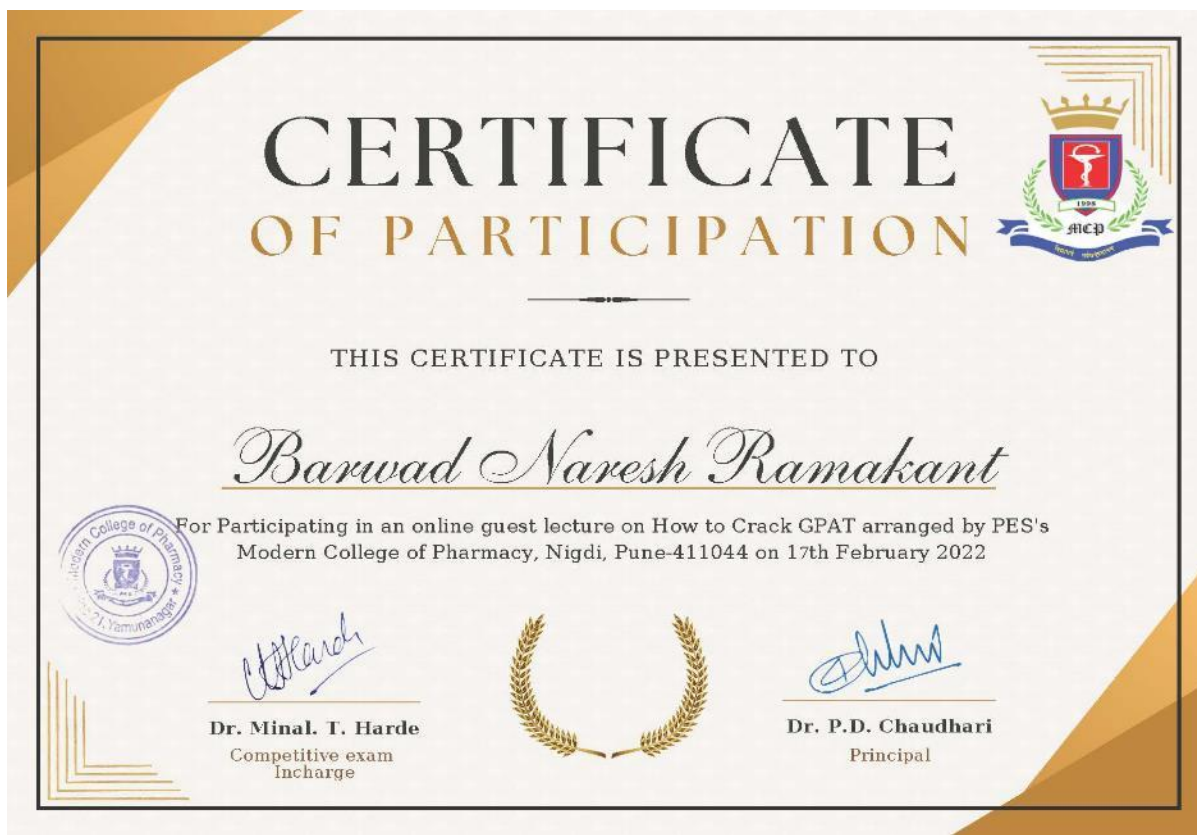 CERTIFICATE
OF PARTICIPATION
1998
MCP
THIS CERTIFICATE IS PRESENTED TO
Barwad Naresh Ramakant
For Participating in an online guest lecture on How to Crack GPAT arranged by PES's
Modern College of Pharmacy, Nigdi, Pune-411044 on 17th February 2022
Modern College of Pharmacy ★
21, Yamunanagar
Dr. Minal. T. Harde
Competitive exam
Incharge
Dr. P.D. Chaudhari
Principal